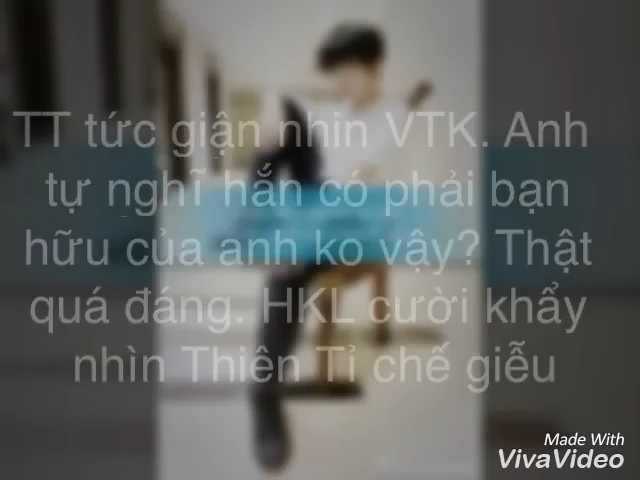 TT tức giận nhìn VTK. Anh
tự nghĩ hắn có phải bạn
hữu của anh ko vậy? Thật
quá đáng. HKL cười khẩy
nhìn Thiên Tỉ chế giễu
Made With
VivaVideo